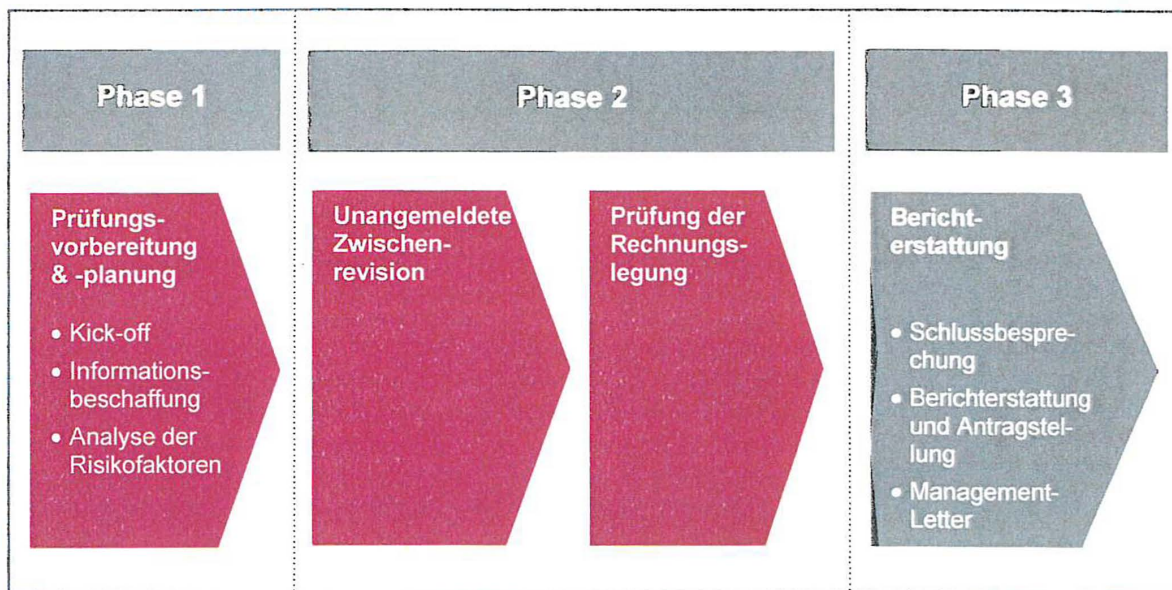 Phase 1
Phase 2
Phase 3
Prüfungs-
vorbereitung
& -planung
• Kick-off
• Informations-
beschaffung
• Analyse der
Risikofaktoren
Unangemeldete
Zwischen-
revision
Prüfung der
Rechnungs-
legung
Bericht-
erstattung
• Schlussbespre-
chung
• Berichterstattung
und Antragstel-
lung
• Management-
Letter